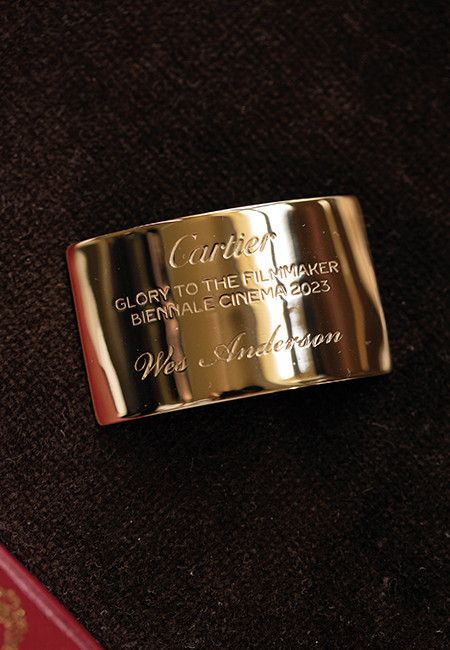 Cartier
GLORY TO THE FILMMAKER
BIENNALE CINEMA 2023
Wes Anderson